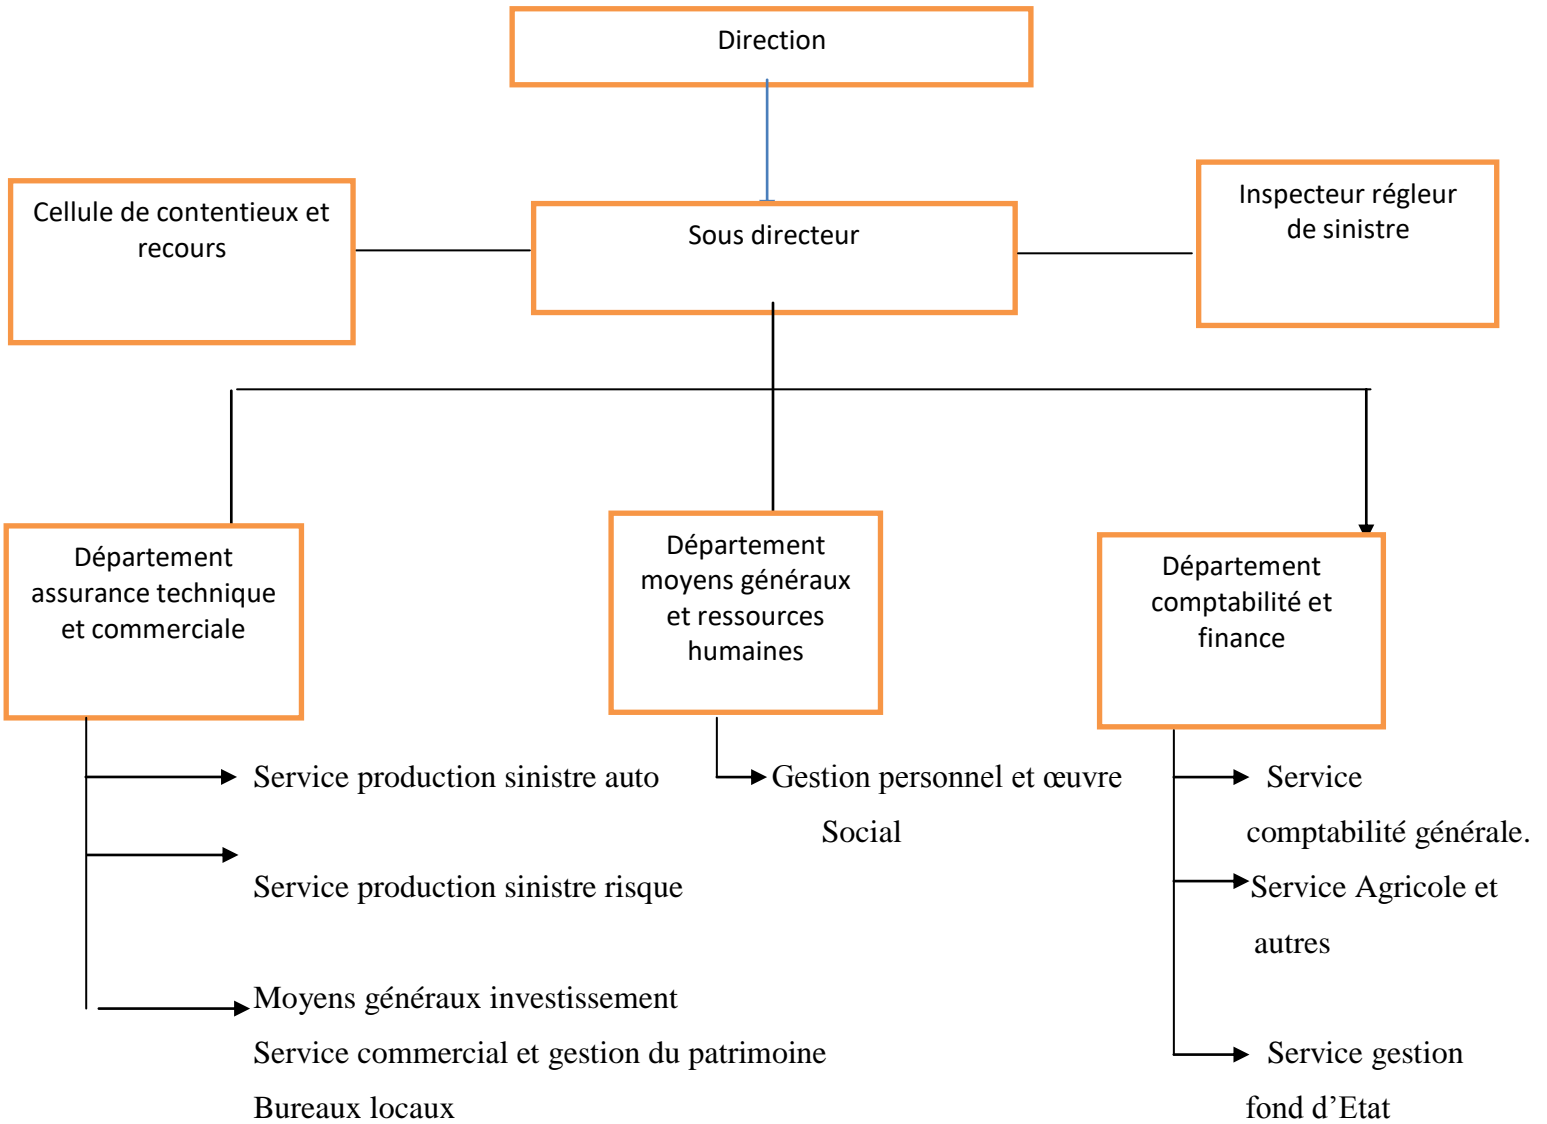 Direction
Cellule de contentieux et
recours
Sous directeur
Inspecteur régleur
de sinistre
Département
assurance technique
et commerciale
Département
moyens généraux
et ressources
humaines
Département
comptabilité et
finance
Service production sinistre auto
Service production sinistre risque
Moyens généraux investissement
Service commercial et gestion du patrimoine
Bureaux locaux
Gestion personnel et œuvre
Social
Service
comptabilité générale.
Service Agricole et
autres
Service gestion
fond d’Etat